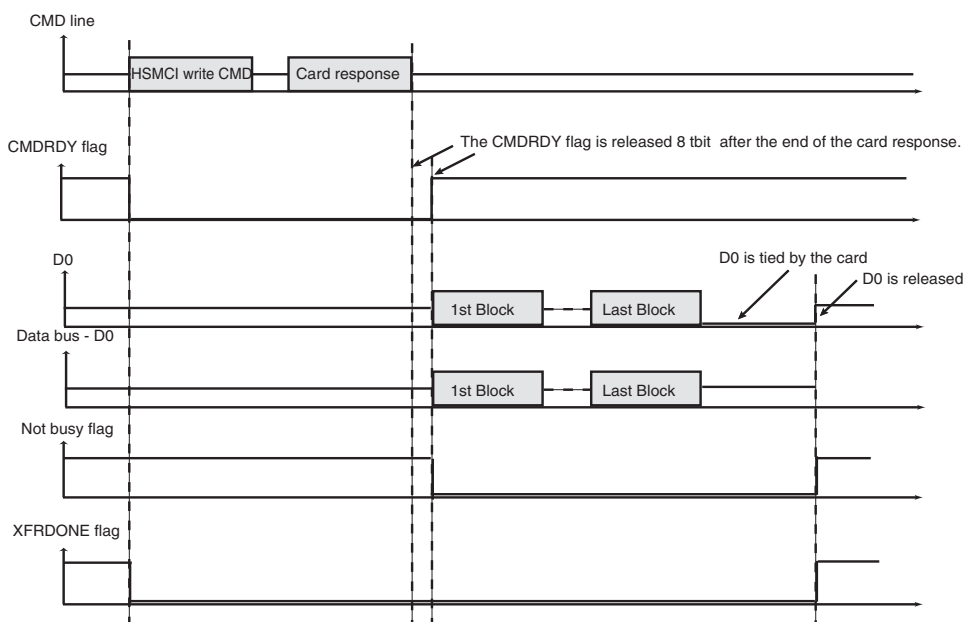 CMD line
HSMCI write CMD
Card response
The CMDRDY flag is released 8 tbit after the end of the card response.
CMDRDY flag
D0 is tied by the card
D0
D0 is released
1st Block
Last Block
Data bus - D0
1st Block
Last Block
Not busy flag
XFRDONE flag